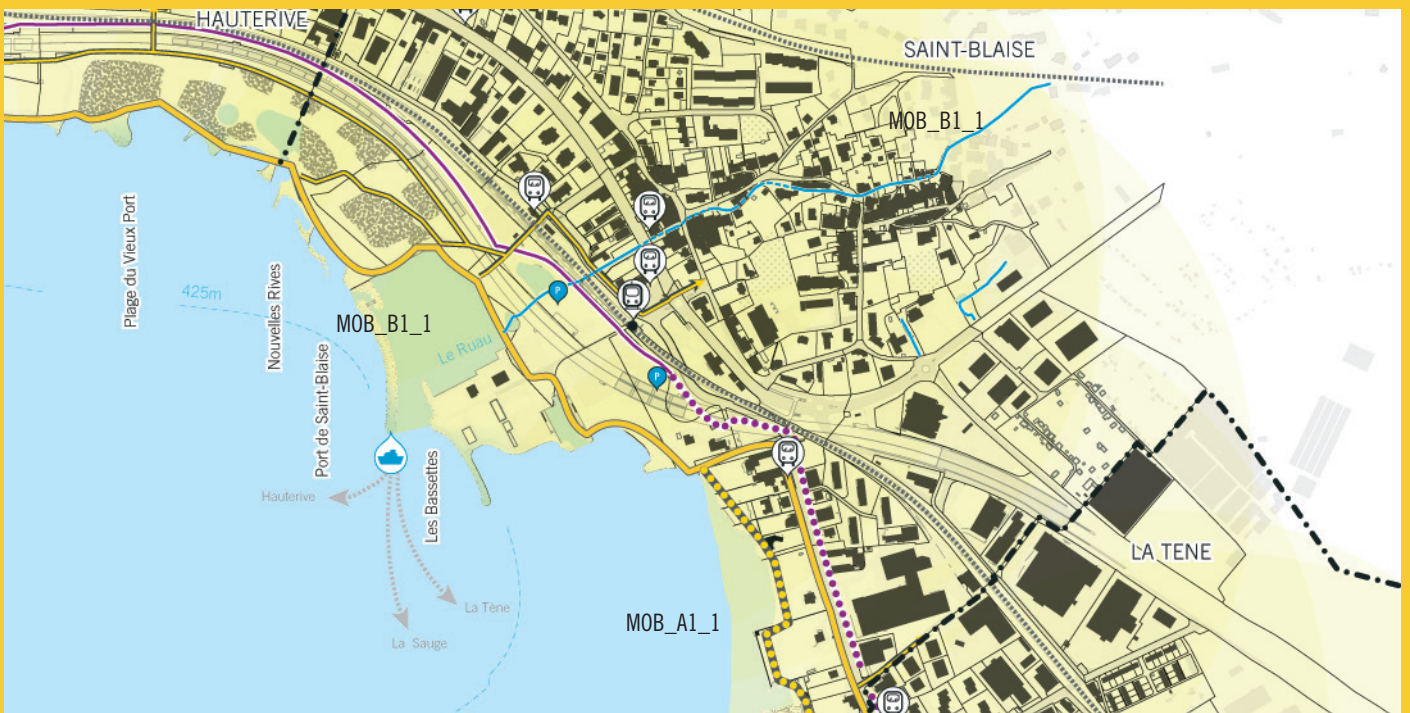 HAUTERIVE
SAINT-BLAISE
MOB_B1_1
Plage du Vieux Port
425m
Nouvelles Rives
MOB_B1_1
Le Ruau
P
P
Port de Saint-Blaise
Les Bassettes
Hauterive
La Tène
La Sauge
MOB_A1_1
LA TENE